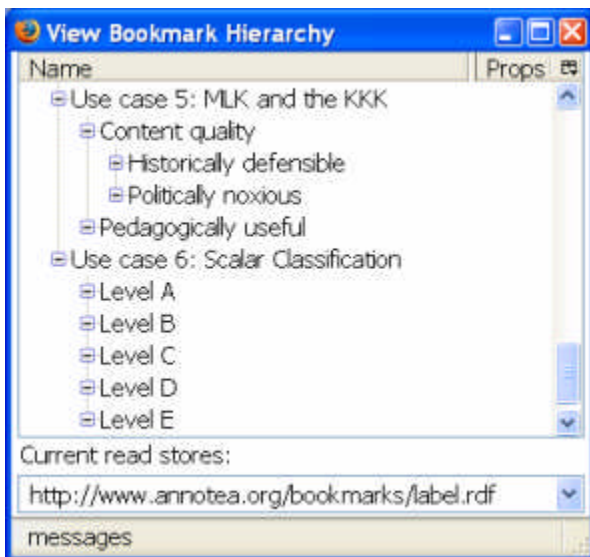 View Bookmark Hierarchy
Name Props
Use case 5: MLK and the KKK
Content quality
Historically defensible
Politically noxious
Pedagogically useful
Use case 6: Scalar Classification
Level A
Level B
Level C
Level D
Level E
Current read stores:
http://www.annotea.org/bookmarks/label.rdf
messages